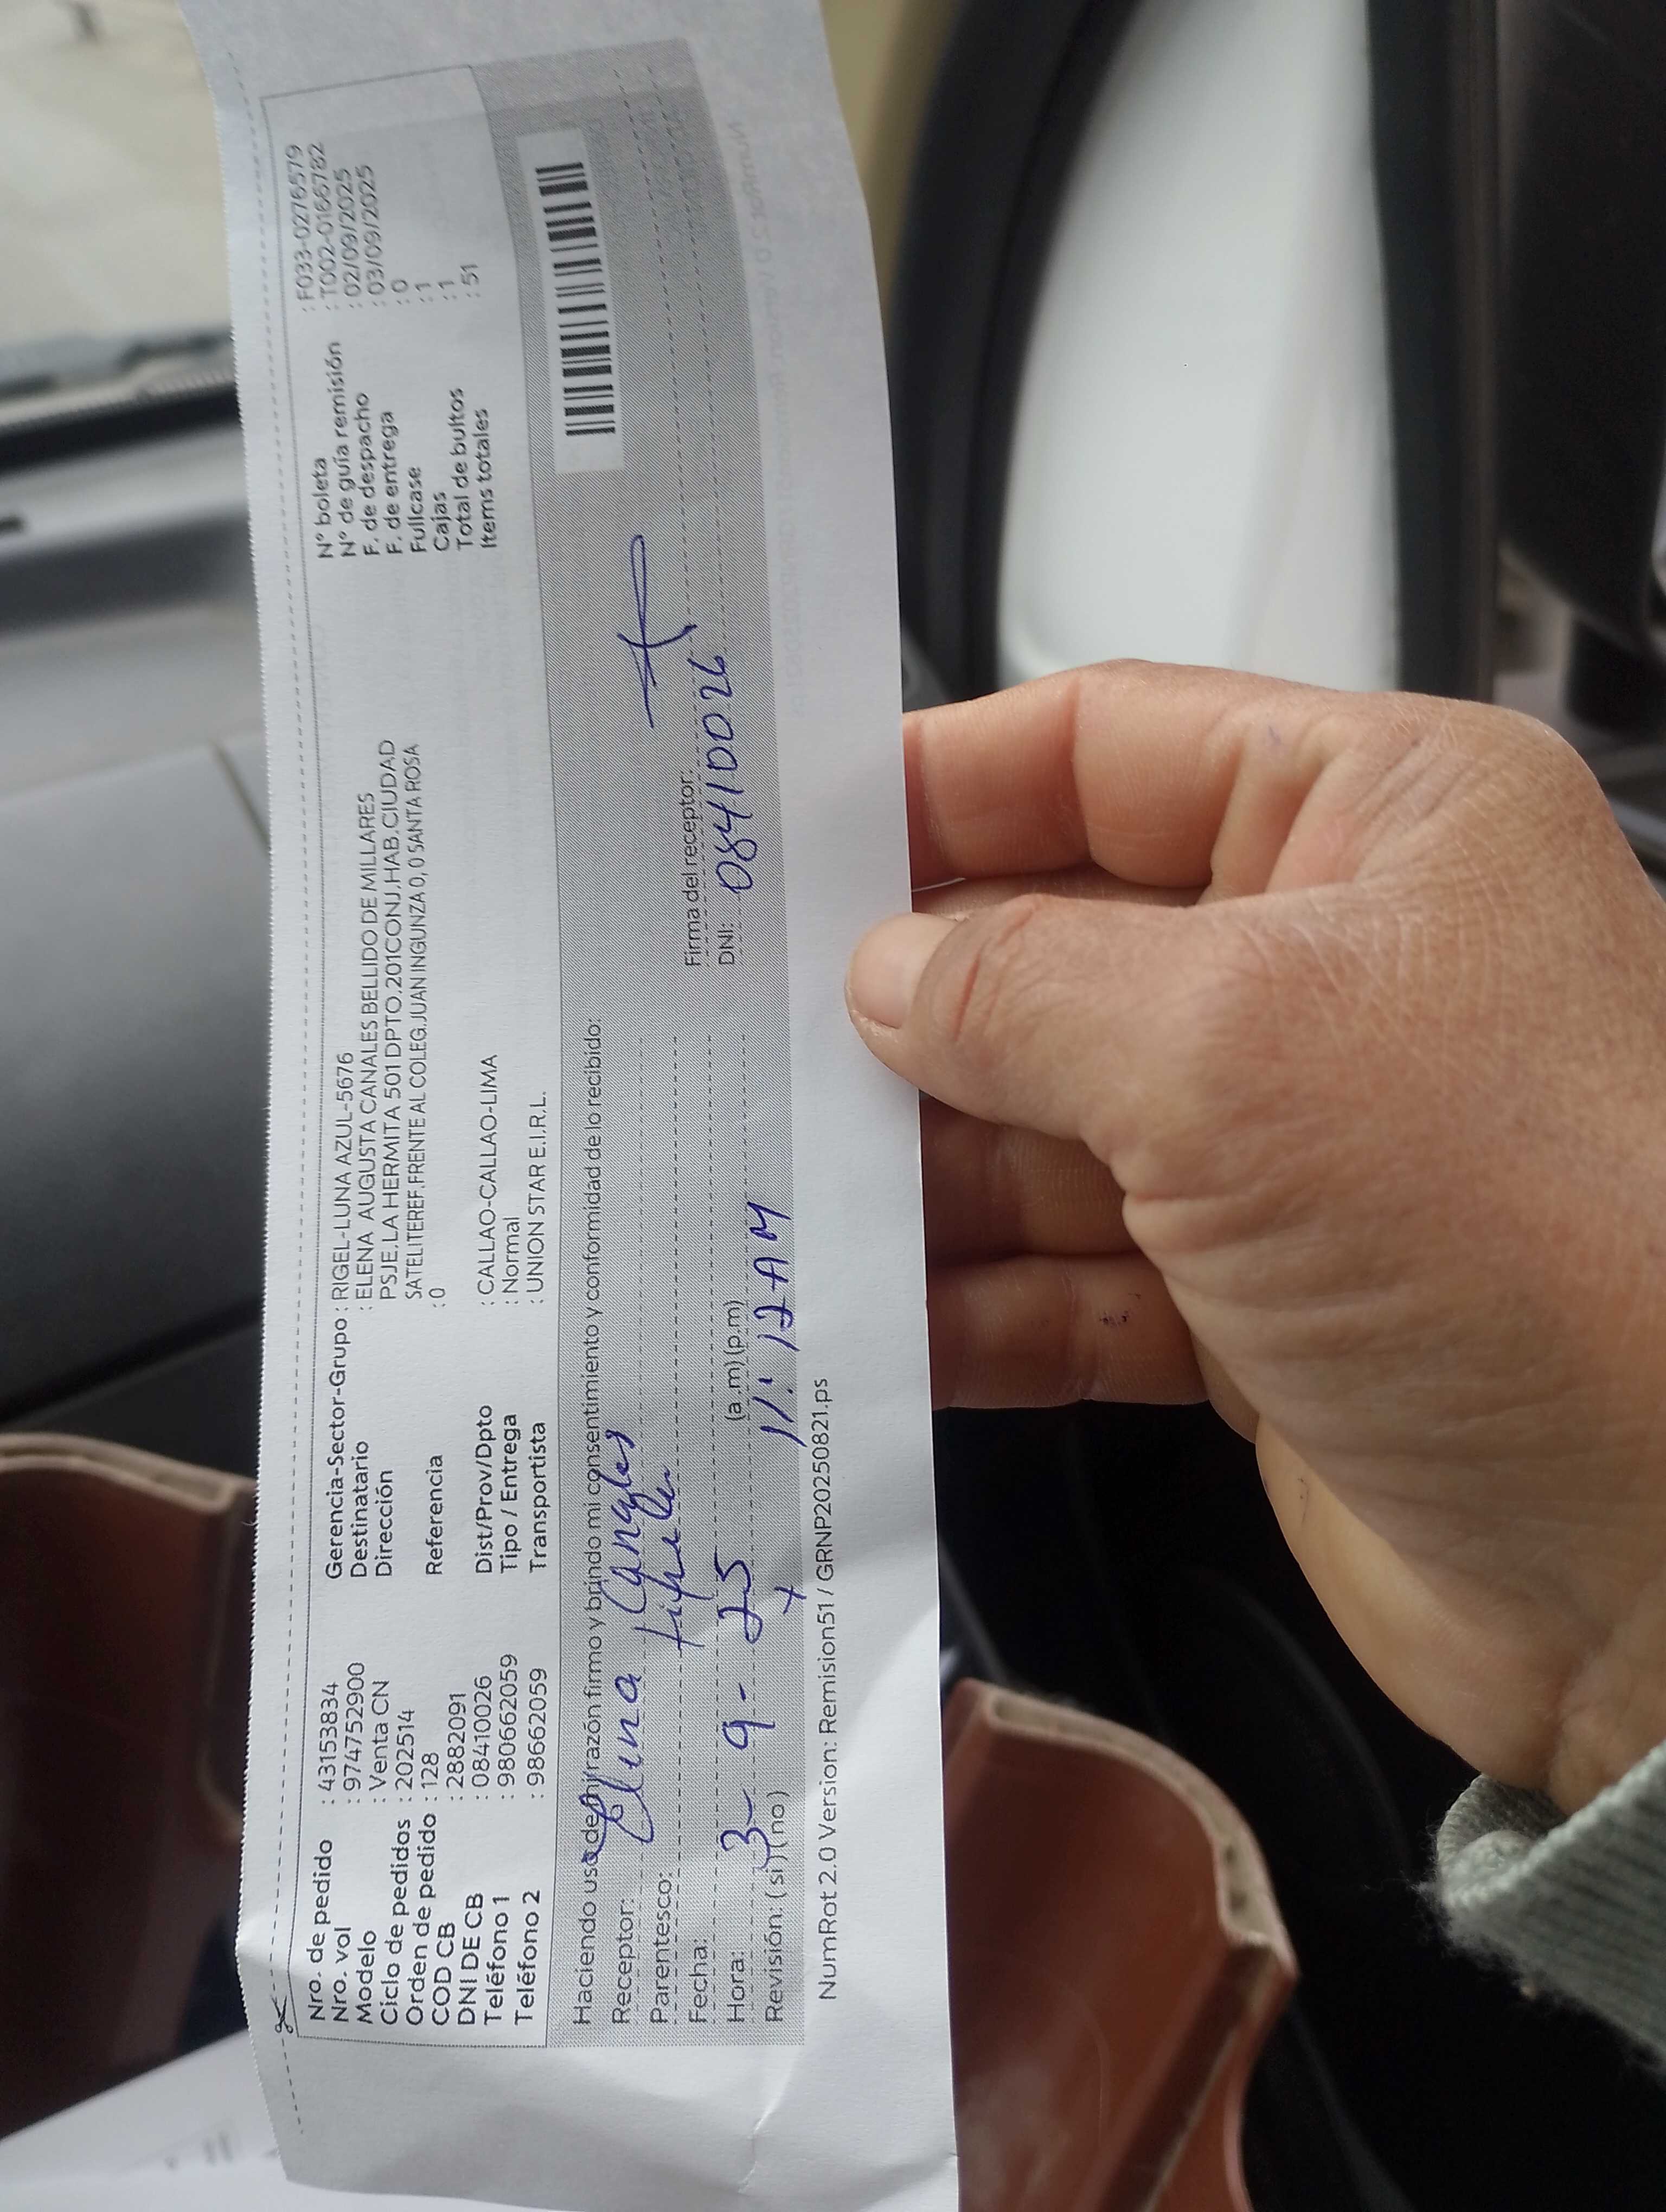 Nro. de pedido : 43153834
Nro. vol : 974752900
Modelo : Venta CN
Ciclo de pedidos : 202514
Orden de pedido : 128
COD CB : 2882091
DNI DE CB : 08410026
Teléfono 1 : 980662059
Teléfono 2 : 98662059
Gerencia-Sector-Grupo : RIGEL-LUNA AZUL-5676
Destinatario : ELENA AUGUSTA CANALES BELLIDO DE MILLARES
Dirección PSJE.LA HERMITA 501 DPTO.201CONJ.HAB.CIUDAD
SATELITEREF.FRENTE AL COLEG.JUAN INGUNZA 0, 0 SANTA ROSA
Referencia : 0
Dist/Prov/Dpto : CALLAO-CALLAO-LIMA
Tipo / Entrega : Normal
Transportista : UNION STAR E.I.R.L.
N° boleta : F033-0276579
N° de guía remisión : T002-0166782
F. de despacho : 02/09/2025
F. de entrega : 03/09/2025
Fullcase : 0
Cajas : 1
Total de bultos : 1
Items totales : 51
Haciendo uso de mi razón firmo y brindo mi consentimiento y conformidad de lo recibido:
Receptor: Elena Canales
Parentesco:
Fecha: 3- 9- 25
Hora: (a.m) (p.m) 11:12 AM
Revisión: (si) (no)
Firma del receptor:
DNI: 08410026
NumRot 2.0 Version: Remision51 / GRNP20250821.ps